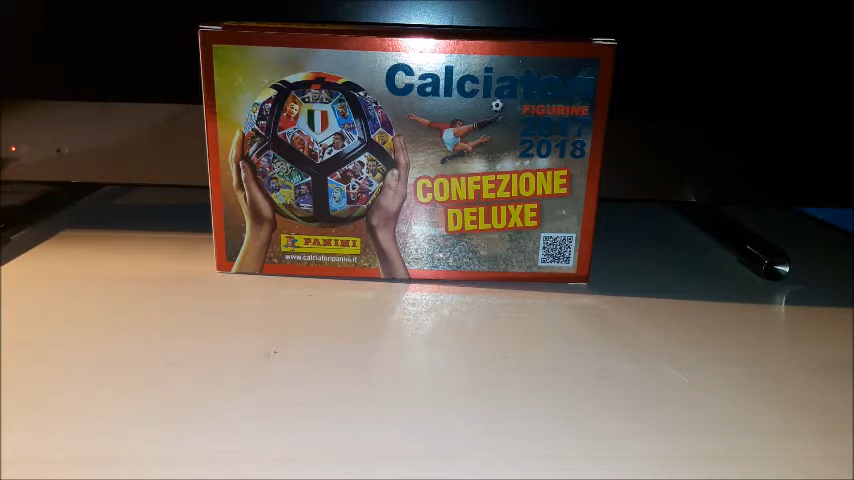 Calciatori
FIGURINE
2017
2018
CONFEZIONE
DELUXE
PANINI
www.calciatoripanini.it